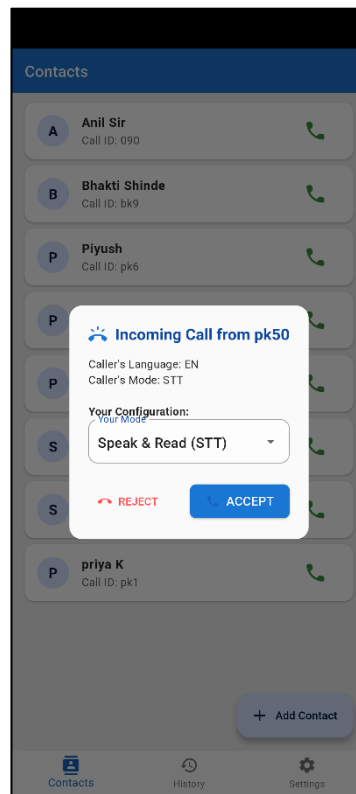 Contacts
A
Anil Sir
Call ID: 090
B
Bhakti Shinde
Call ID: bk9
P
Piyush
Call ID: pk6
P
Incoming Call from pk50
Caller's Language: EN
Caller's Mode: STT
P
Your Configuration:
Your Mode
Speak & Read (STT)
S
S
REJECT
ACCEPT
P
priya K
Call ID: pk1
+ Add Contact
Contacts
History
Settings